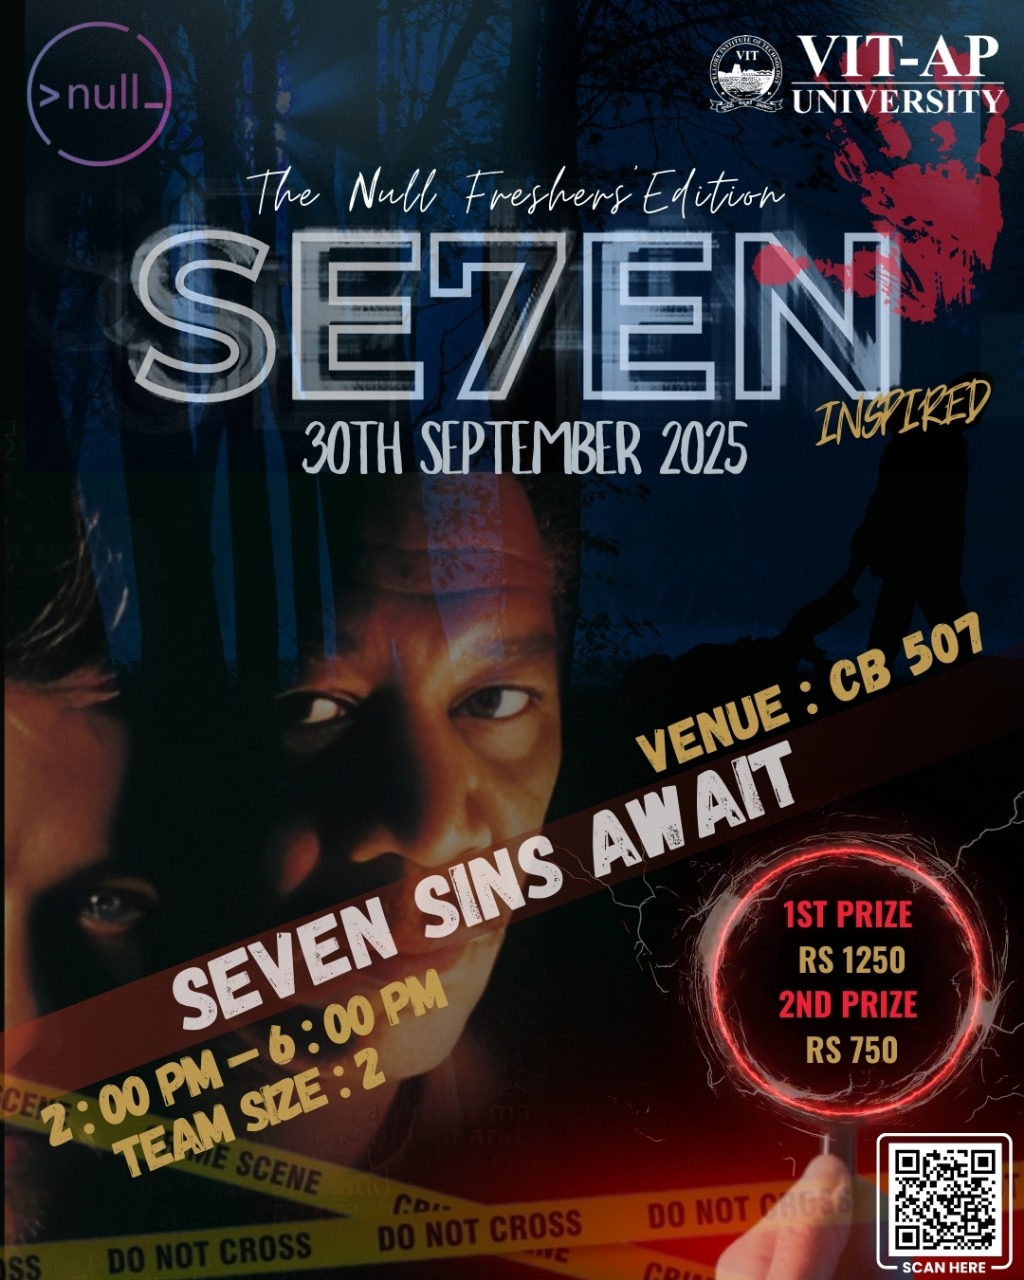 >null_
VIT
VIT-AP
UNIVERSITY
The Null Freshers' Edition
SE7EN
INSPIRED
30TH SEPTEMBER 2025
VENUE : CB 507
SEVEN SINS AWAIT
2 : 00 PM – 6 : 00 PM
TEAM SIZE : 2
1ST PRIZE
RS 1250
2ND PRIZE
RS 750
SCENE
CRIME SCENE
DO NOT CROSS
DO NOT CROSS
DO NOT CROSS
SCAN HERE